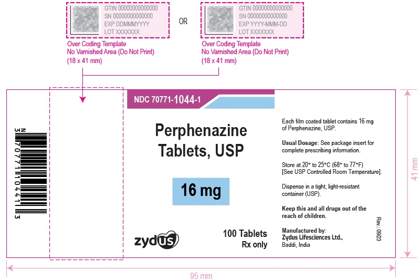 GTIN 00000000000000
SN 00000000000000
EXP DDMMMYYYY
LOT XXXXXXX
OR
GTIN 00000000000000
SN 00000000000000
EXP YYYY-MMM-DD
LOT XXXXXXX
Over Coding Template
No Varnished Area (Do Not Print)
(18 x 41 mm)
Over Coding Template
No Varnished Area (Do Not Print)
(18 x 41 mm)
NDC 70771-1044-1
Perphenazine
Tablets, USP
16 mg
zydus
100 Tablets
Rx only
Each film coated tablet contains 16 mg
of Perphenazine, USP.
Usual Dosage: See package insert for
complete prescribing information.
Store at 20° to 25°C (68° to 77°F)
[See USP Controlled Room Temperature].
Dispense in a tight, light-resistant
container (USP).
Keep this and all drugs out of the
reach of children.
Manufactured by:
Zydus Lifesciences Ltd.,
Baddi, India
41 mm
95 mm